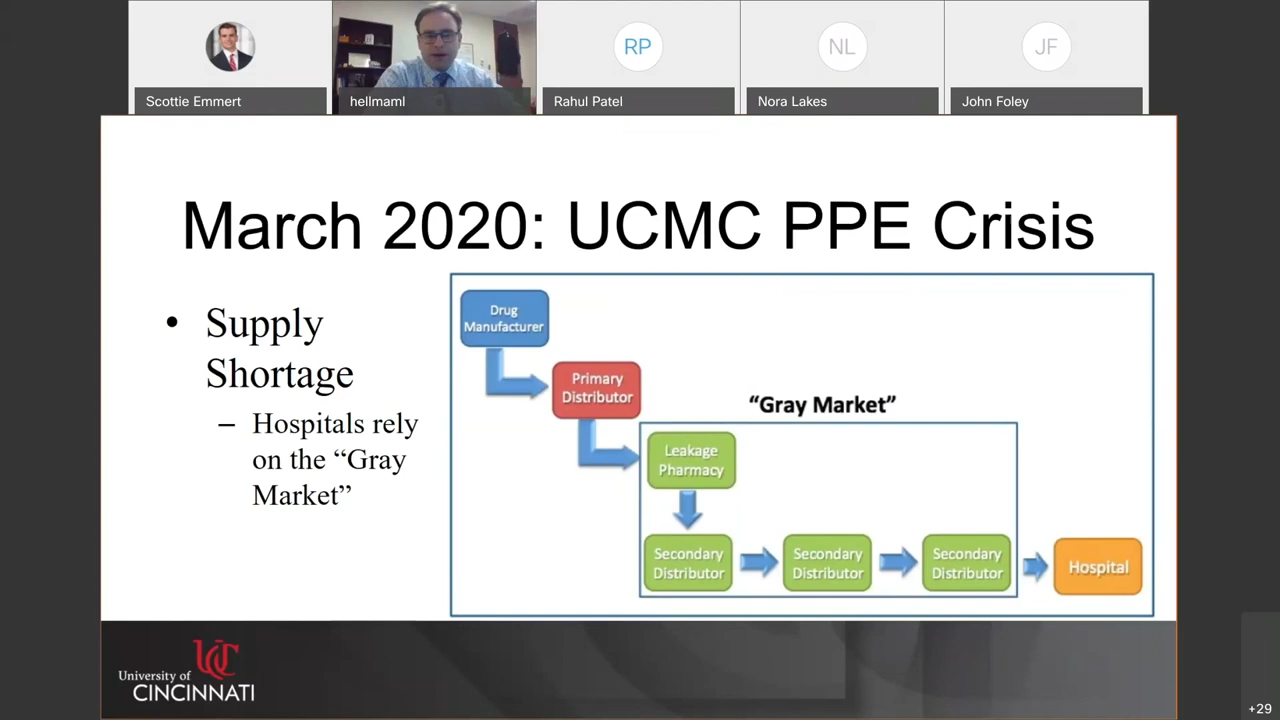 RP
NL
JF
Scottie Emmert
hellmaml
Rahul Patel
Nora Lakes
John Foley
March 2020: UCMC PPE Crisis
• Supply
Shortage
– Hospitals rely
on the “Gray
Market”
Drug
Manufacturer
Primary
Distributor
“Gray Market”
Leakage
Pharmacy
Secondary
Distributor
Secondary
Distributor
Secondary
Distributor
Hospital
UC
University of
CINCINNATI
+29